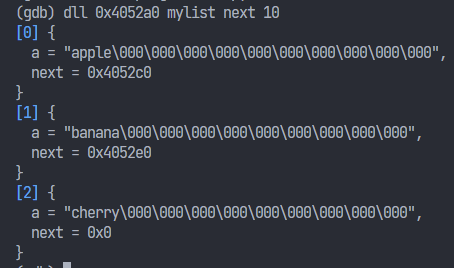 (gdb) dll 0x4052a0 mylist next 10
[0] {
  a = "apple\000\000\000\000\000\000\000\000\000\000",
  next = 0x4052c0
}
[1] {
  a = "banana\000\000\000\000\000\000\000\000\000",
  next = 0x4052e0
}
[2] {
  a = "cherry\000\000\000\000\000\000\000\000\000",
  next = 0x0
}